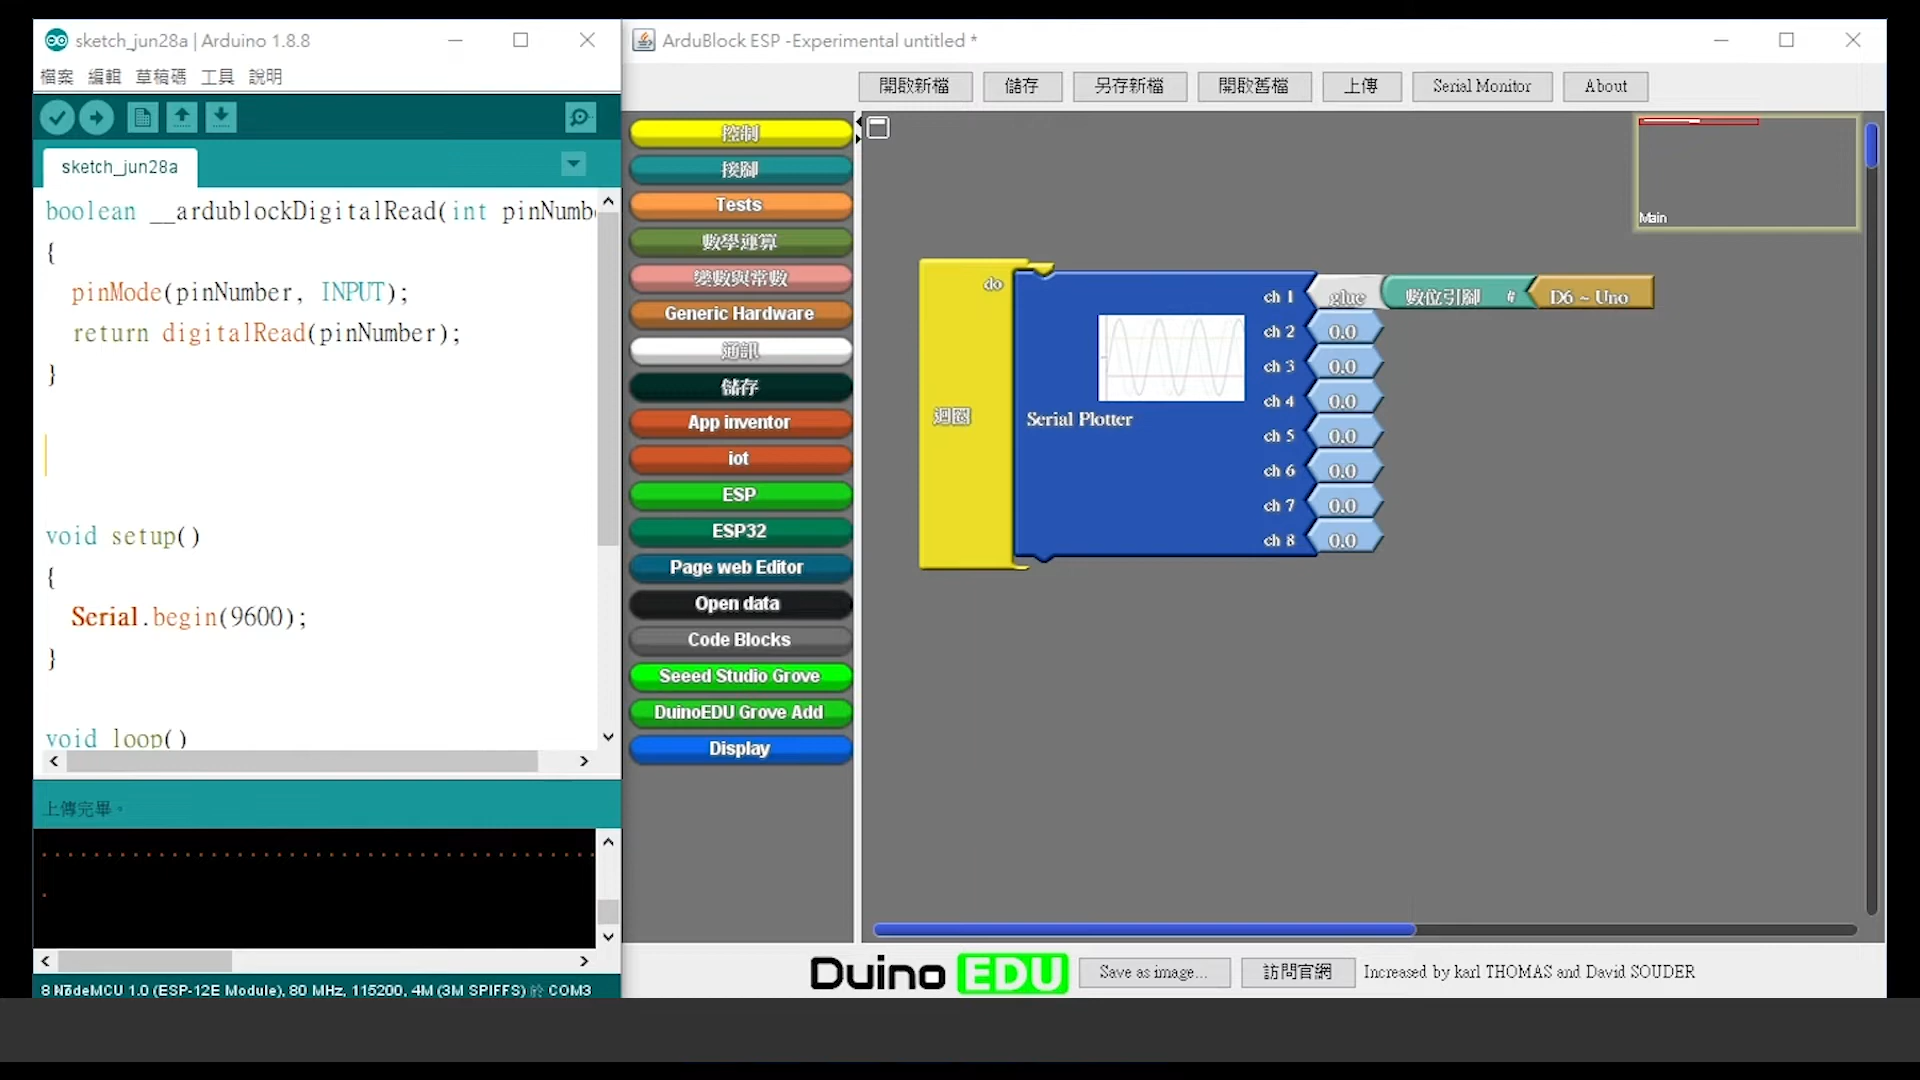 sketch_jun28a | Arduino 1.8.8
檔案 編輯 草稿碼 工具 說明
sketch_jun28a
boolean __ardublockDigitalRead(int pinNumbe
{
pinMode(pinNumber, INPUT);
return digitalRead(pinNumber);
}
void setup()
{
Serial.begin(9600);
}
void loop()
上傳完畢。
8 NodeMCU 1.0 (ESP-12E Module), 80 MHz, 115200, 4M (3M SPIFFS) 於 COM3
ArduBlock ESP -Experimental untitled *
開啟新檔 儲存 另存新檔 開啟舊檔 上傳 Serial Monitor About
控制
接腳
Tests
數學運算
變數與常數
Generic Hardware
通訊
儲存
App inventor
iot
ESP
ESP32
Page web Editor
Open data
Code Blocks
Seeed Studio Grove
DuinoEDU Grove Add
Display
Main
迴圈
do
Serial Plotter
ch 1 glue 數位引腳 # D6 ~ Uno
ch 2 0.0
ch 3 0.0
ch 4 0.0
ch 5 0.0
ch 6 0.0
ch 7 0.0
ch 8 0.0
Duino EDU Save as image... 訪問官網 Increased by karl THOMAS and David SOUDER